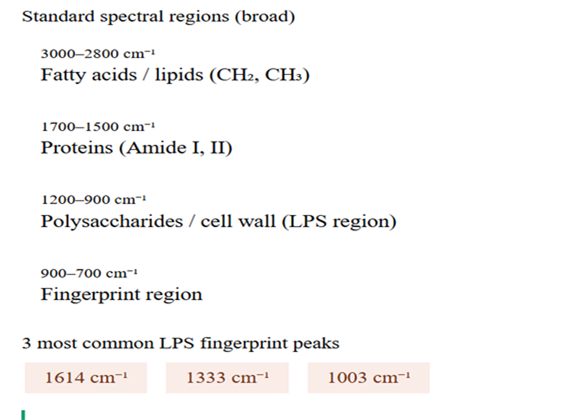 Standard spectral regions (broad)
3000–2800 cm⁻¹
Fatty acids / lipids (CH₂, CH₃)
1700–1500 cm⁻¹
Proteins (Amide I, II)
1200–900 cm⁻¹
Polysaccharides / cell wall (LPS region)
900–700 cm⁻¹
Fingerprint region
3 most common LPS fingerprint peaks
1614 cm⁻¹ 1333 cm⁻¹ 1003 cm⁻¹